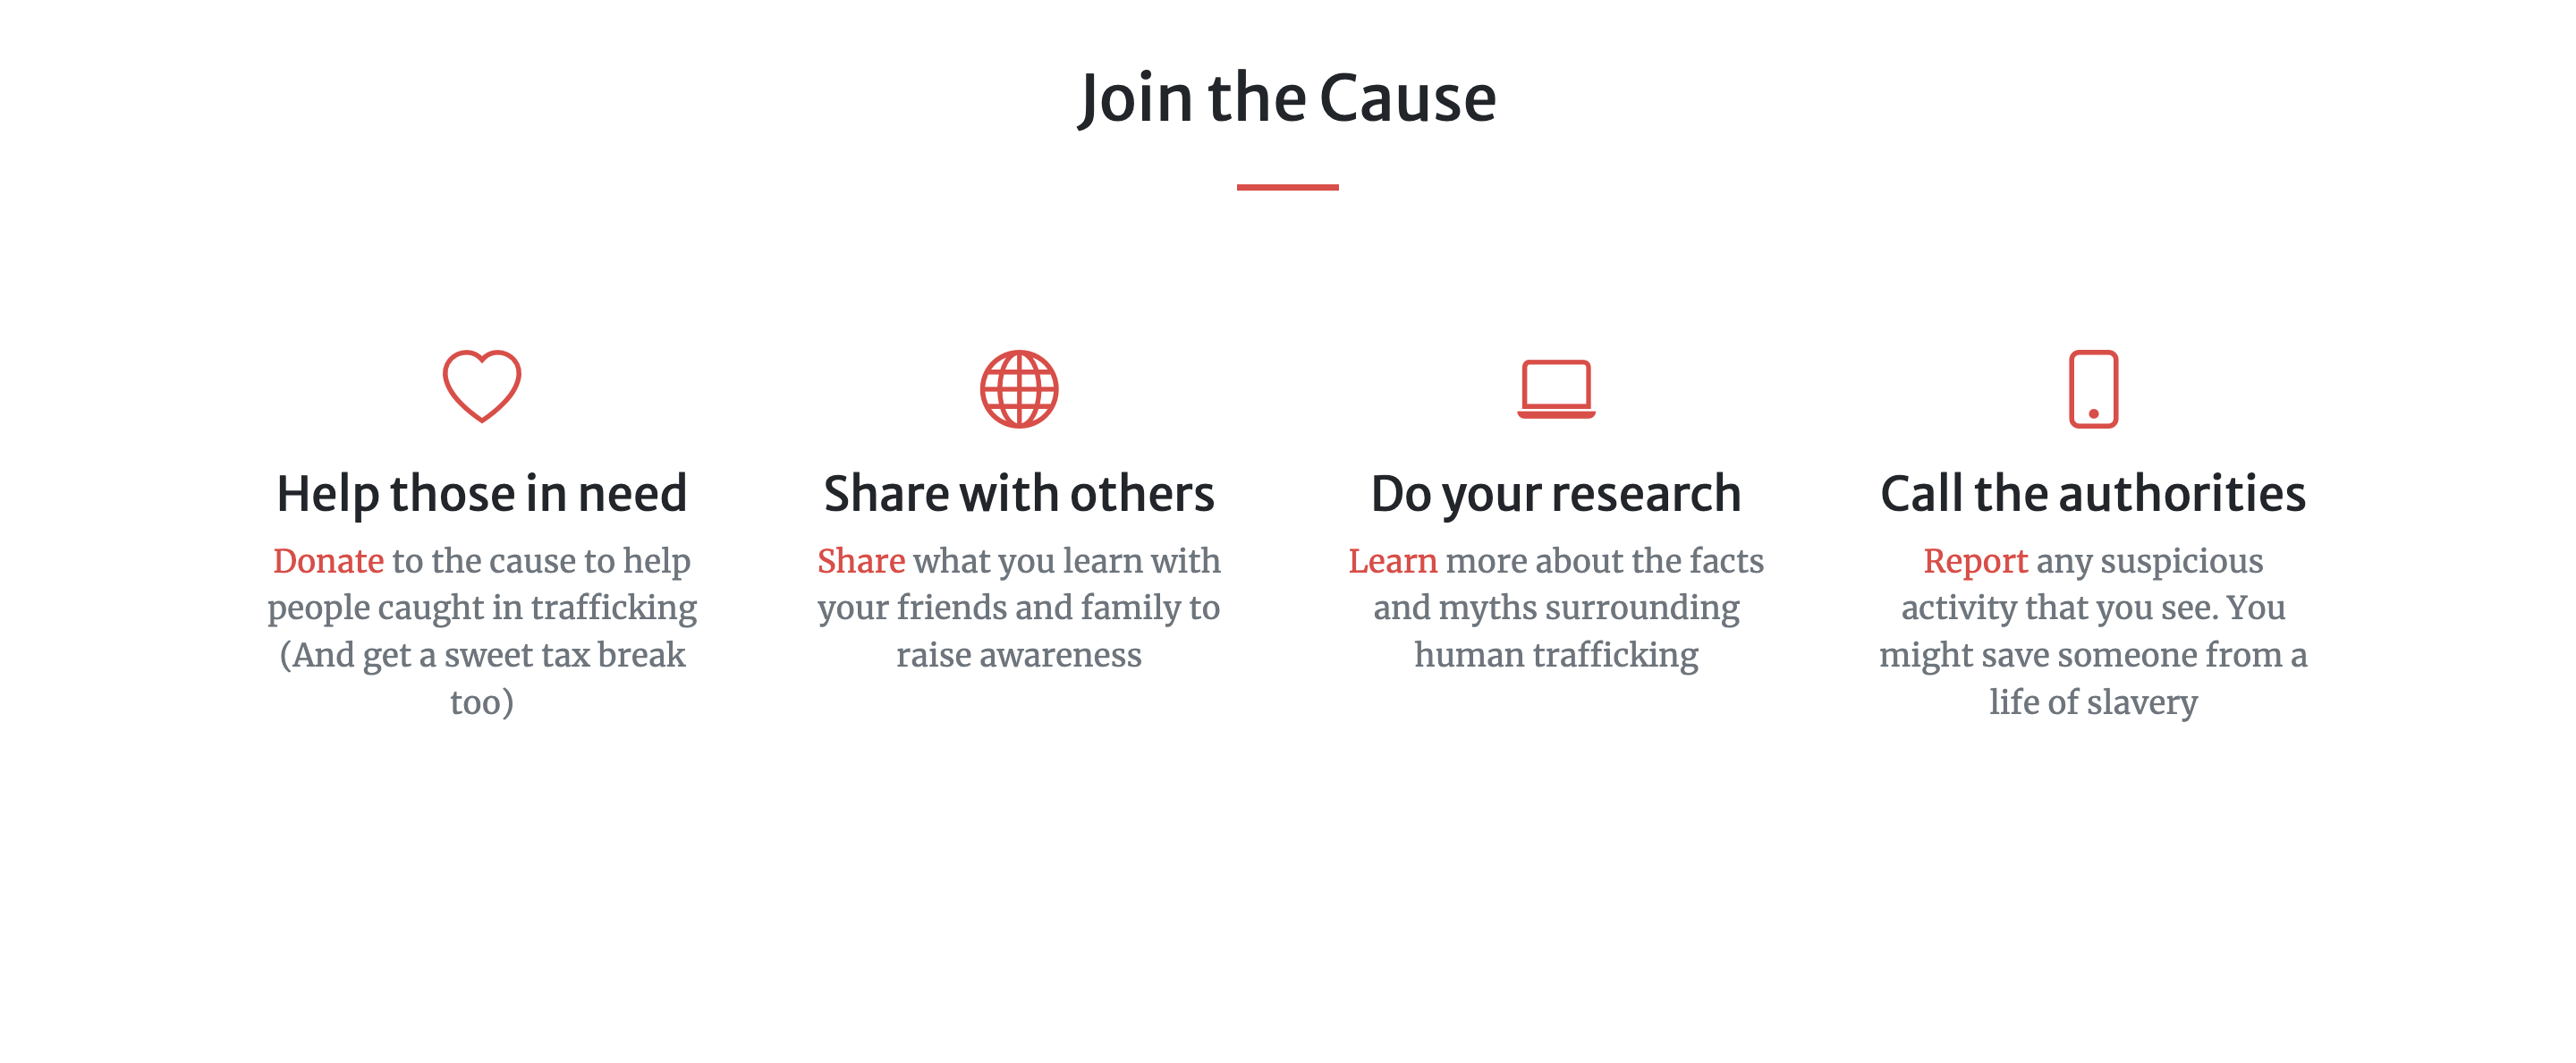 Join the Cause
Help those in need
Donate to the cause to help
people caught in trafficking
(And get a sweet tax break
too)
Share with others
Share what you learn with
your friends and family to
raise awareness
Do your research
Learn more about the facts
and myths surrounding
human trafficking
Call the authorities
Report any suspicious
activity that you see. You
might save someone from a
life of slavery